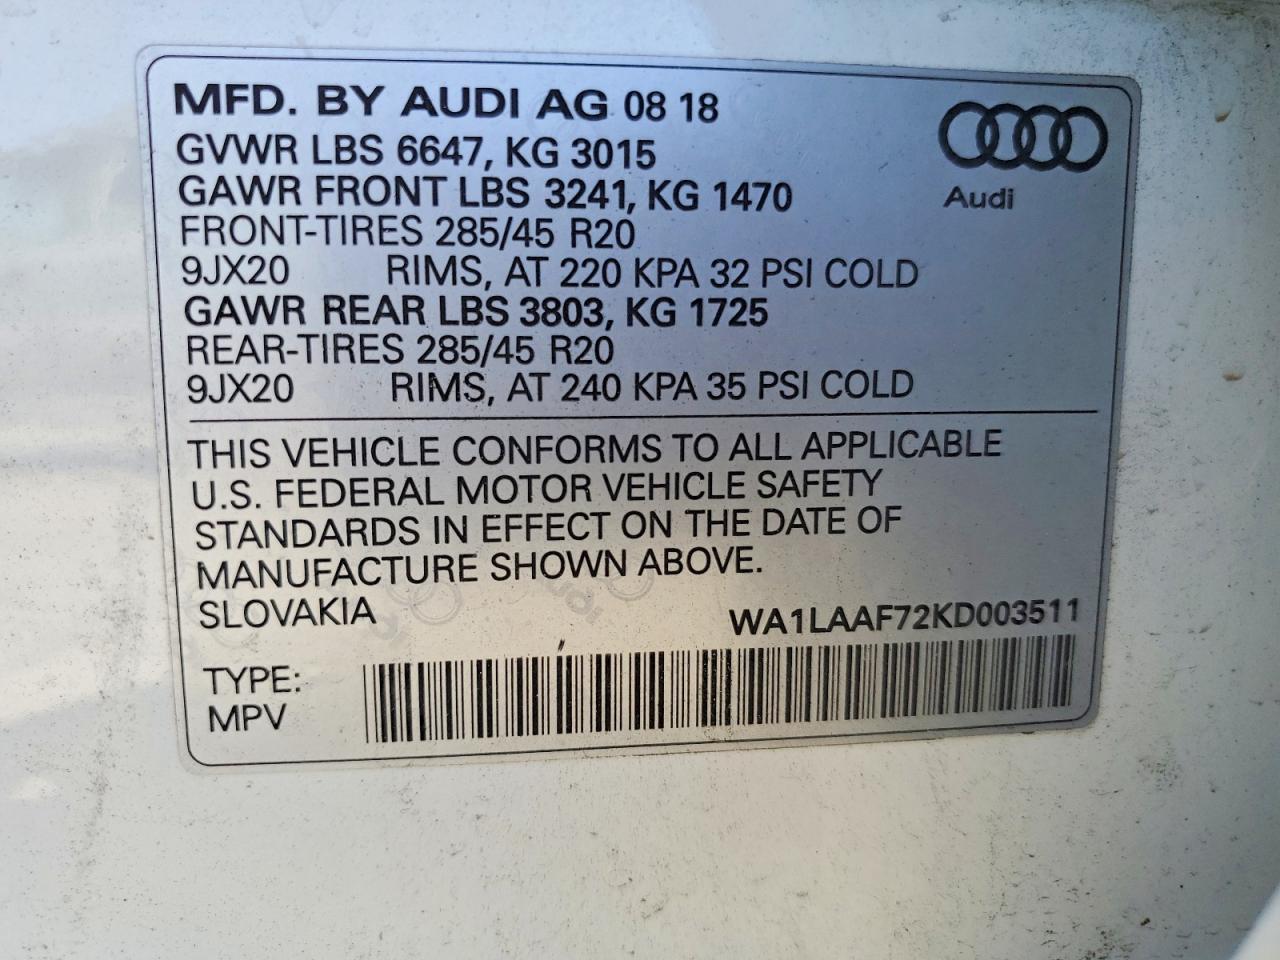 MFD. BY AUDI AG 08 18
GVWR LBS 6647, KG 3015
GAWR FRONT LBS 3241, KG 1470
FRONT-TIRES 285/45 R20
9JX20 RIMS, AT 220 KPA 32 PSI COLD
GAWR REAR LBS 3803, KG 1725
REAR-TIRES 285/45 R20
9JX20 RIMS, AT 240 KPA 35 PSI COLD
Audi
THIS VEHICLE CONFORMS TO ALL APPLICABLE
U.S. FEDERAL MOTOR VEHICLE SAFETY
STANDARDS IN EFFECT ON THE DATE OF
MANUFACTURE SHOWN ABOVE.
SLOVAKIA WA1LAAF72KD003511
TYPE:
MPV